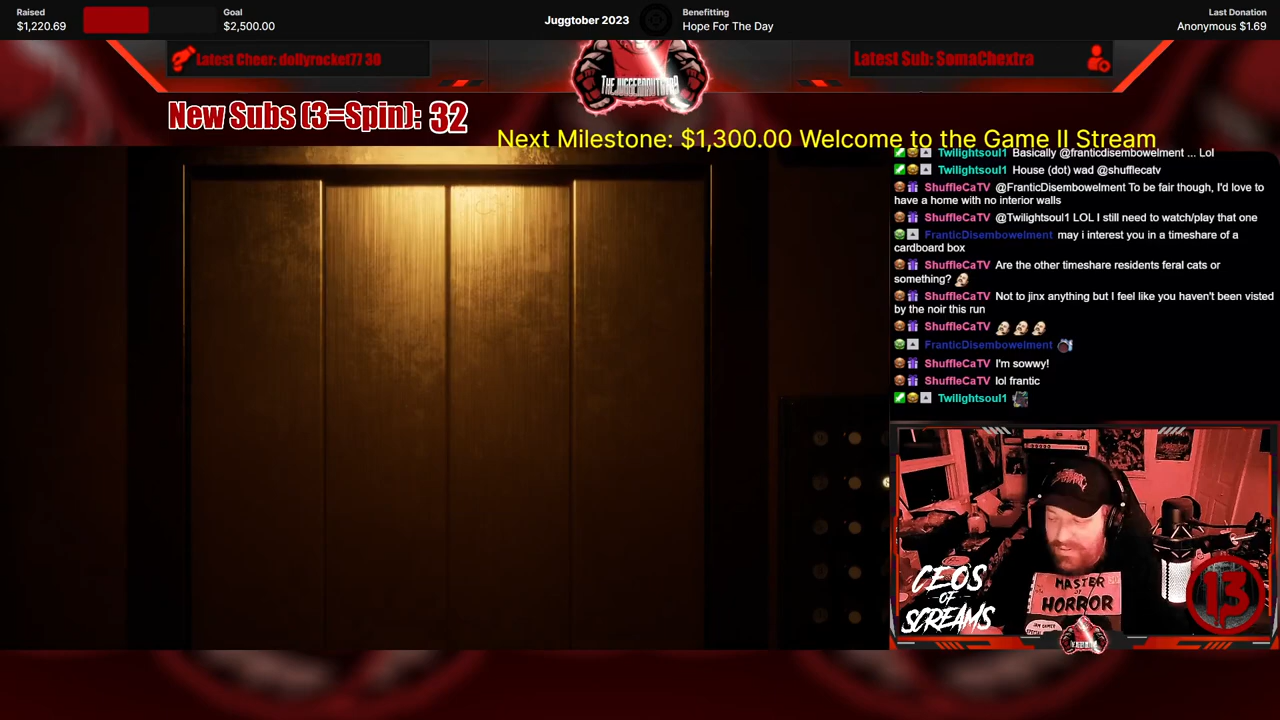 Raised
$1,220.69
Goal
$2,500.00
Juggtober 2023
Benefitting
Hope For The Day
Last Donation
Anonymous $1.69
Latest Cheer: dollyrocket77 30
Latest Sub: SomaChextra
New Subs (3=Spin): 32
Next Milestone: $1,300.00 Welcome to the Game II Stream
Twilightsoul1 Basically @franticdisembowelment ... Lol
Twilightsoul1 House (dot) wad @shufflecatv
ShuffleCaTV @FranticDisembowelment To be fair though, I'd love to
have a home with no interior walls
ShuffleCaTV @Twilightsoul1 LOL I still need to watch/play that one
FranticDisembowelment may i interest you in a timeshare of a
cardboard box
ShuffleCaTV Are the other timeshare residents feral cats or
something?
ShuffleCaTV Not to jinx anything but I feel like you haven't been visted
by the noir this run
ShuffleCaTV
FranticDisembowelment
ShuffleCaTV I'm sowwy!
ShuffleCaTV lol frantic
Twilightsoul1
CEOS
OF
SCREAMS
MASTER
OF
HORROR
13